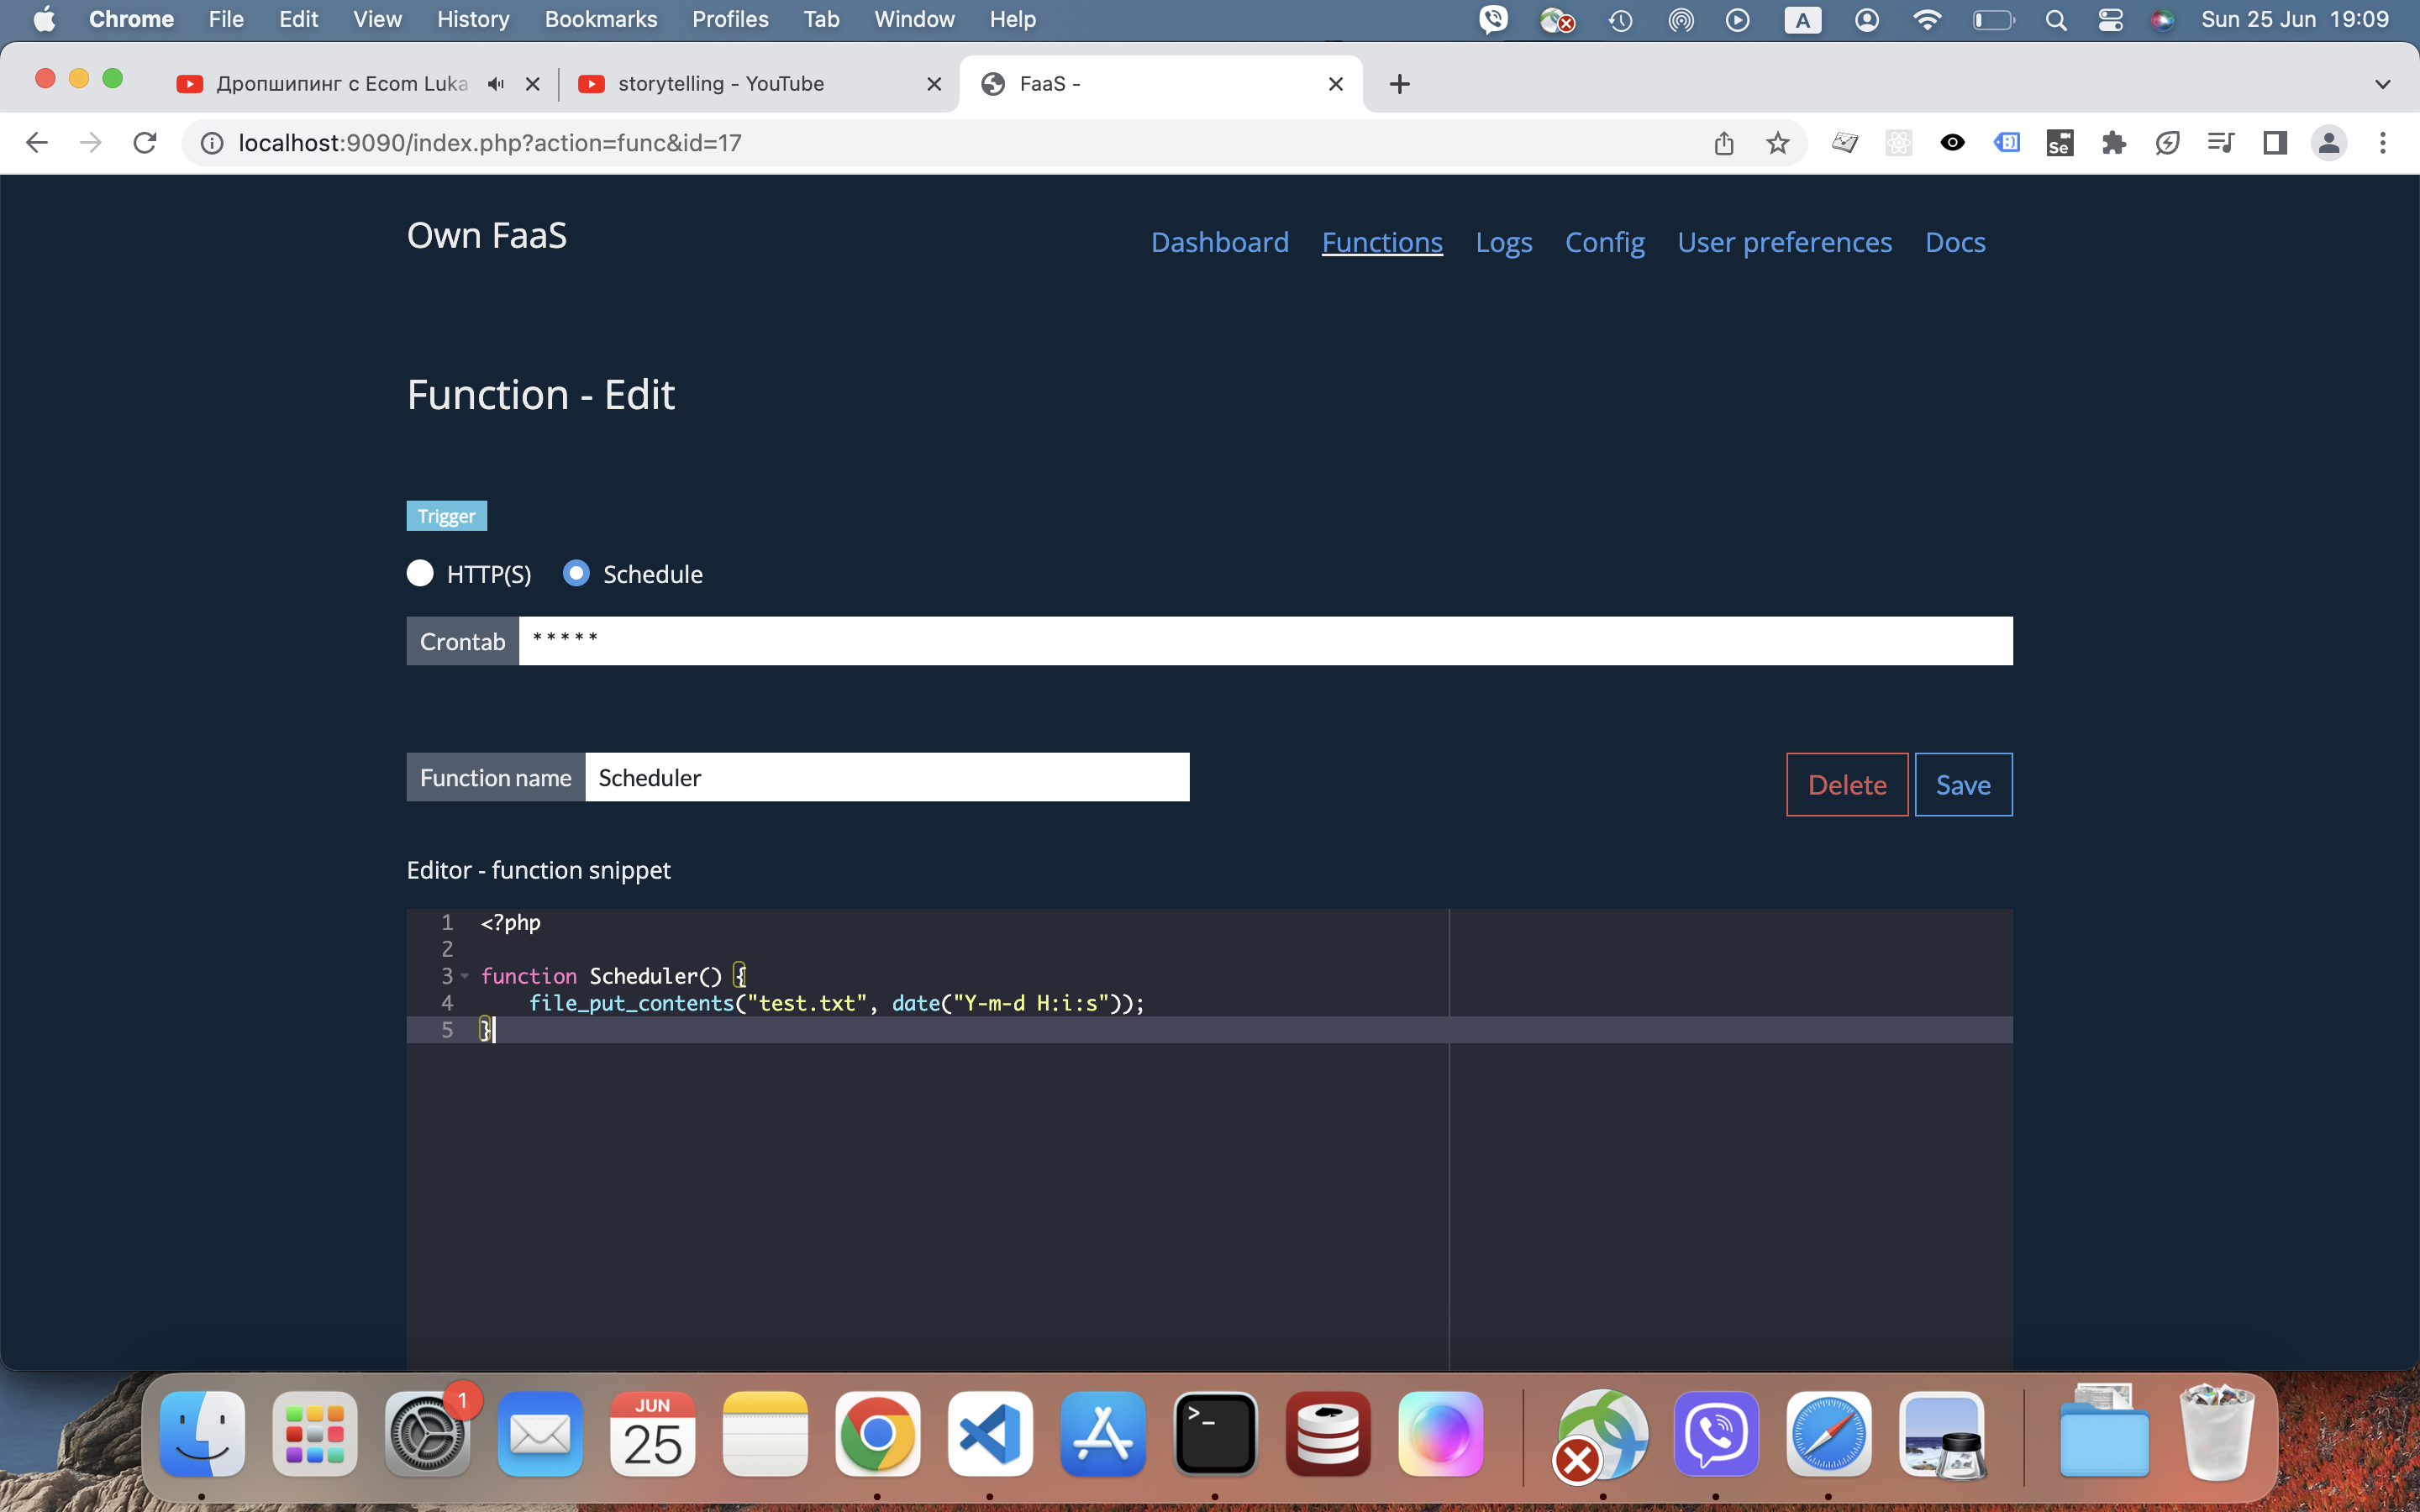 Chrome File Edit View History Bookmarks Profiles Tab Window Help A Sun 25 Jun 19:09
Дропшипинг с Ecom Luka storytelling - YouTube FaaS -
localhost:9090/index.php?action=func&id=17 Se
Own FaaS Dashboard Functions Logs Config User preferences Docs
Function - Edit
Trigger
HTTP(S) Schedule
Crontab * * * * *
Function name Scheduler Delete Save
Editor - function snippet
1 <?php
2
3 function Scheduler() {
4 file_put_contents("test.txt", date("Y-m-d H:i:s"));
5 }
1
JUN
25
>_